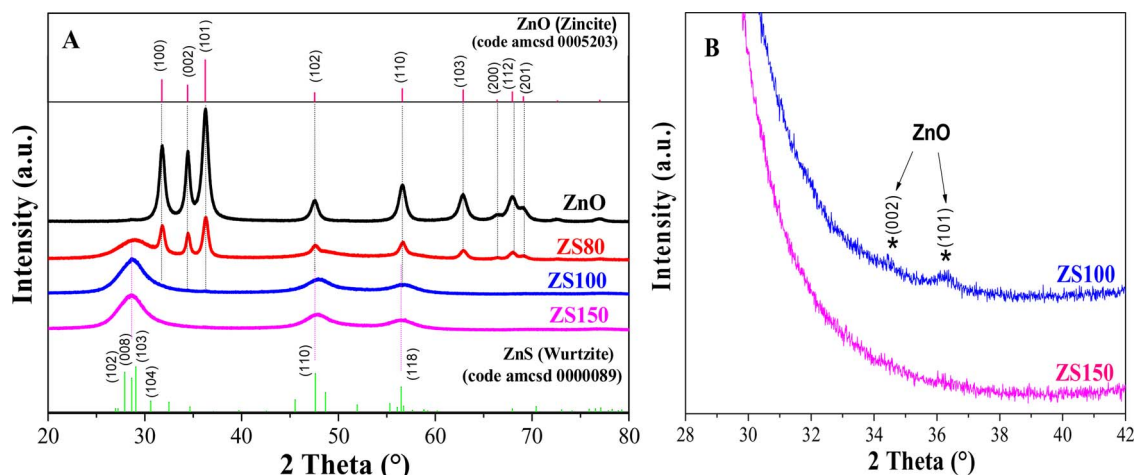 A
ZnO (Zincite)
(code amcsd 0005203)
(100)
(002)
(101)
(102)
(110)
(103)
(200)
(112)
(201)
ZnO
ZS80
ZS100
ZS150
ZnS (Wurtzite)
(code amcsd 0000089)
(102)
(008)
(103)
(104)
(110)
(118)
Intensity (a.u.)
20 30 40 50 60 70 80
2 Theta (°)
B
ZnO
*(002)
*(101)
ZS100
ZS150
Intensity (a.u.)
28 30 32 34 36 38 40 42
2 Theta (°)